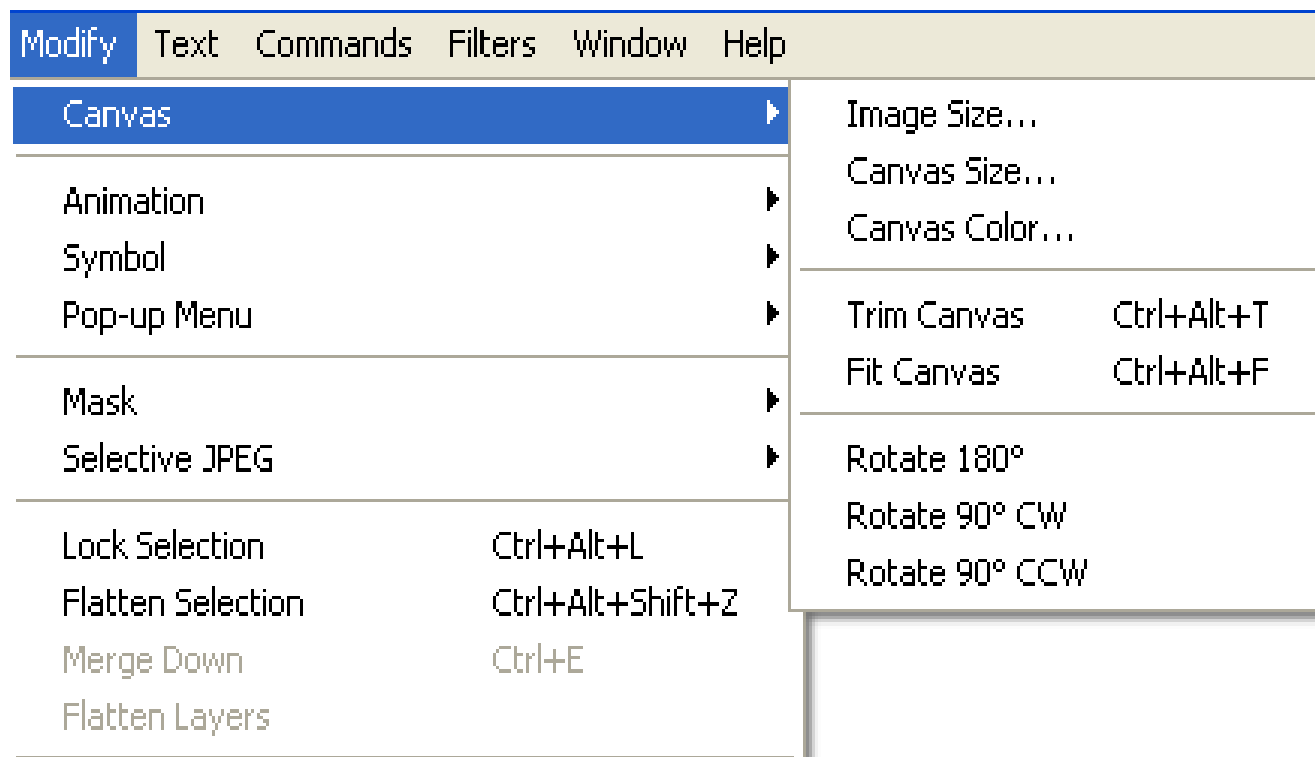 Modify Text Commands Filters Window Help
Canvas
Animation
Symbol
Pop-up Menu
Mask
Selective JPEG
Lock Selection Ctrl+Alt+L
Flatten Selection Ctrl+Alt+Shift+Z
Merge Down Ctrl+E
Flatten Layers
Image Size...
Canvas Size...
Canvas Color...
Trim Canvas Ctrl+Alt+T
Fit Canvas Ctrl+Alt+F
Rotate 180°
Rotate 90° CW
Rotate 90° CCW